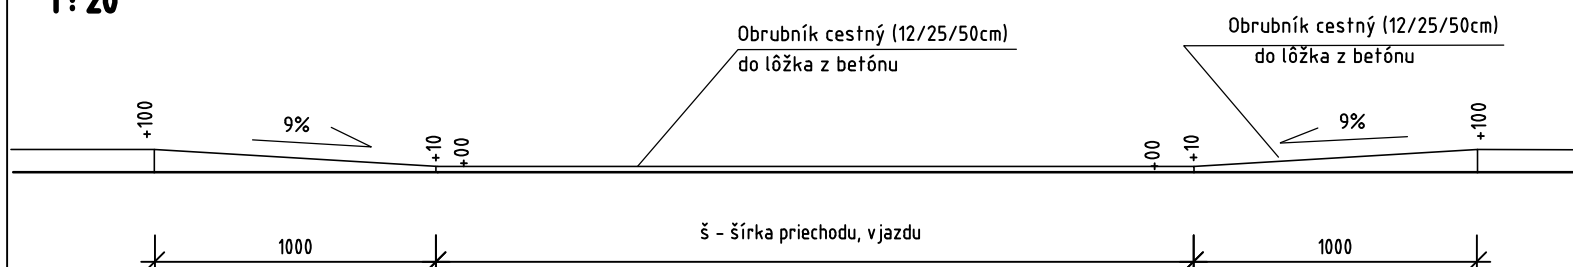 1:20
Obrubník cestný (12/25/50cm)
do lôžka z betónu
Obrubník cestný (12/25/50cm)
do lôžka z betónu
+100
9%
+10
+00
+00
+10
9%
+100
1000
š - šírka priechodu, vjazdu
1000